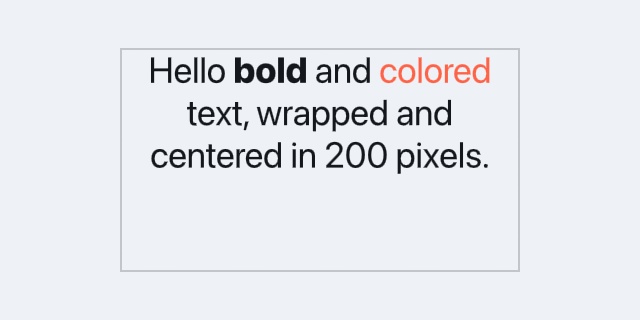 Hello bold and colored
text, wrapped and
centered in 200 pixels.